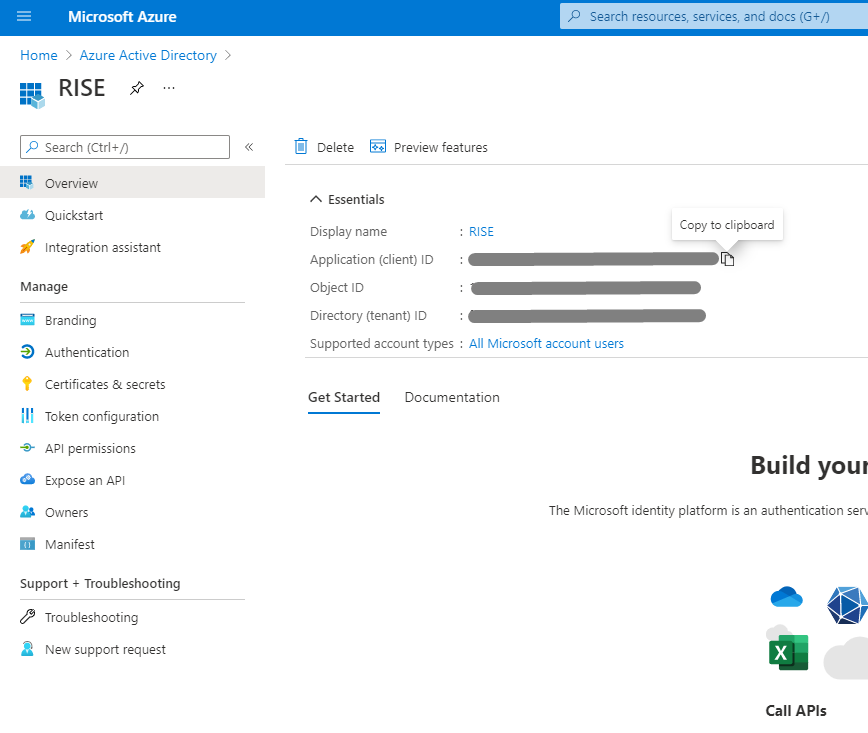 Microsoft Azure
Search resources, services, and docs (G+/)
Home > Azure Active Directory >
RISE ...
Search (Ctrl+/) «
Delete Preview features
Overview
Quickstart
Integration assistant
Manage
Branding
Authentication
Certificates & secrets
Token configuration
API permissions
Expose an API
Owners
Manifest
Support + Troubleshooting
Troubleshooting
New support request
Essentials
Copy to clipboard
Display name : RISE
Application (client) ID :
Object ID :
Directory (tenant) ID :
Supported account types : All Microsoft account users
Get Started Documentation
Build your
The Microsoft identity platform is an authentication serv
Call APIs